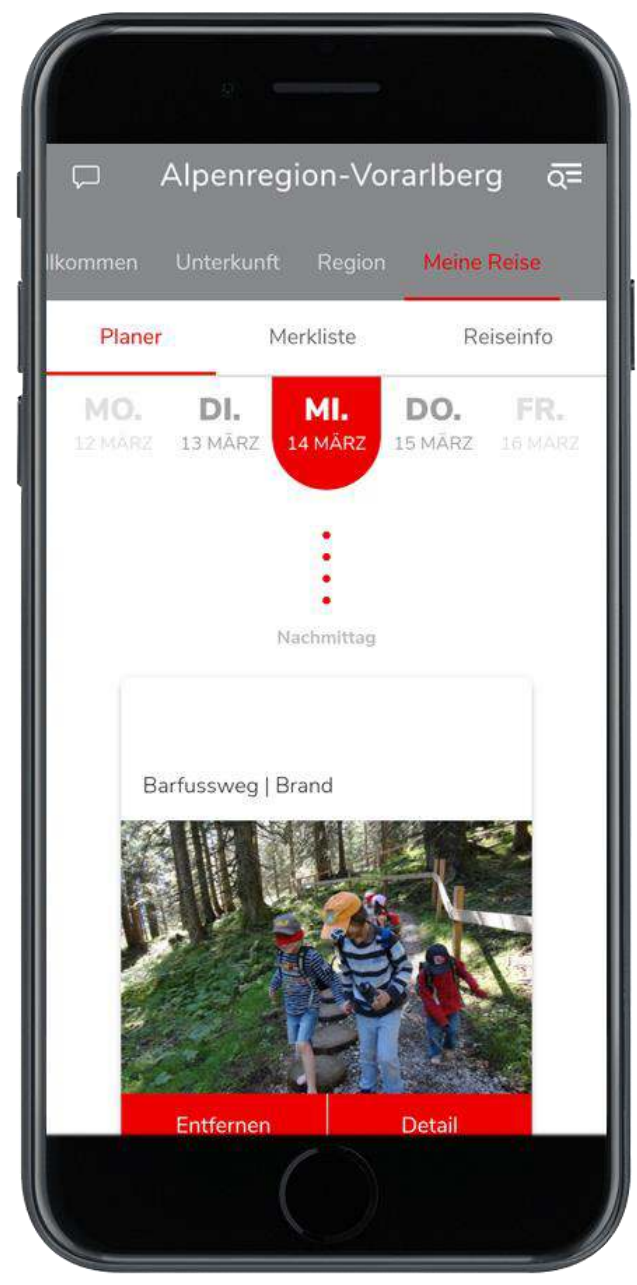 Alpenregion-Vorarlberg
llkommen Unterkunft Region Meine Reise
Planer Merkliste Reiseinfo
MO. DI. MI. DO. FR.
12 MÄRZ 13 MÄRZ 14 MÄRZ 15 MÄRZ 16 MÄRZ
Nachmittag
Barfussweg | Brand
Entfernen Detail